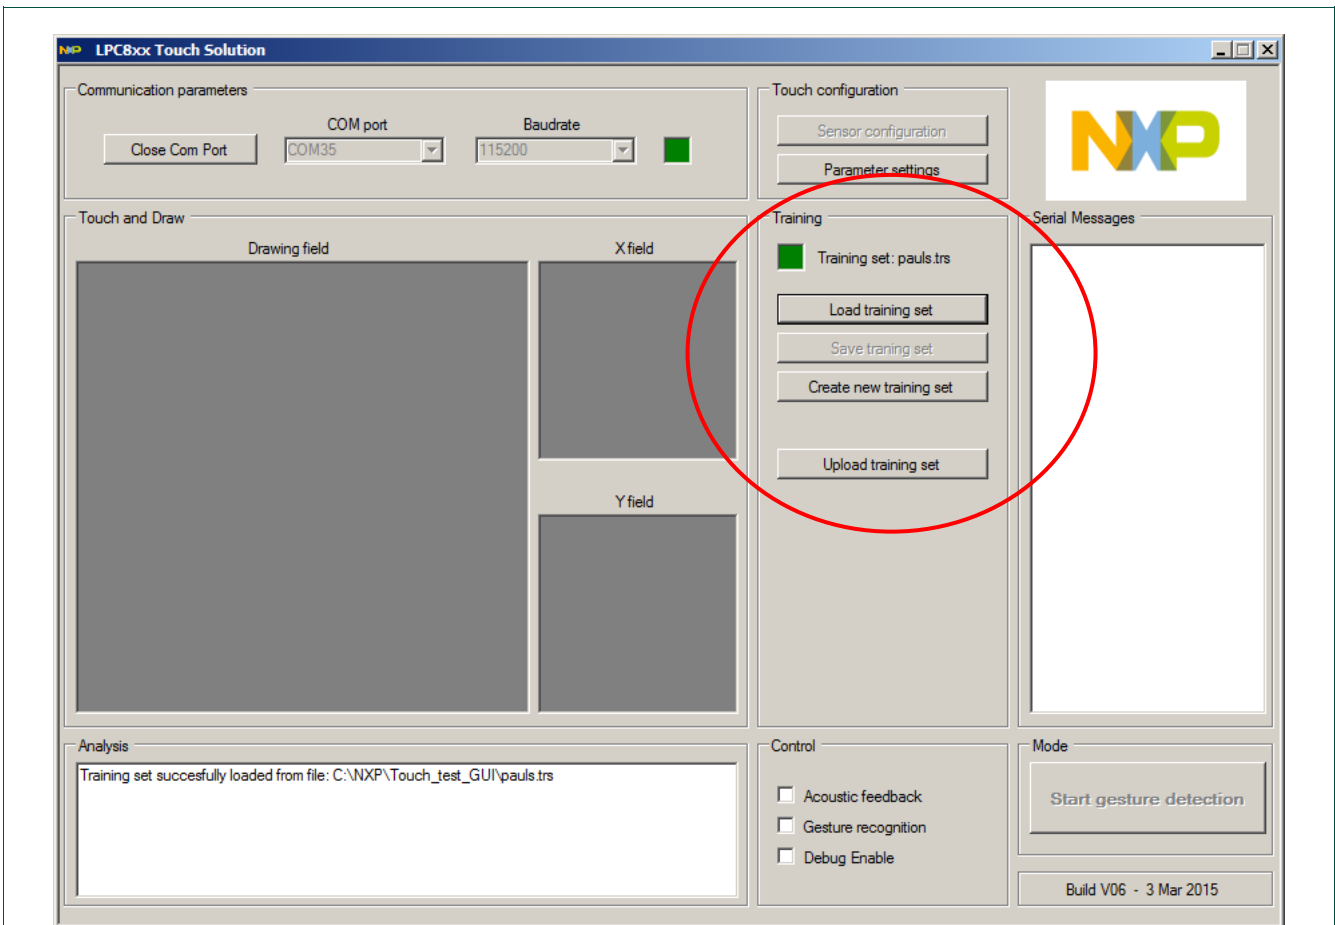 NXP LPC8xx Touch Solution
Communication parameters
COM port
Baudrate
Close Com Port
COM35
115200
Touch configuration
Sensor configuration
Parameter settings
NXP
Touch and Draw
Drawing field
X field
Y field
Training
Training set: pauls.trs
Load training set
Save traning set
Create new training set
Upload training set
Serial Messages
Analysis
Training set succesfully loaded from file: C:\NXP\Touch_test_GUI\pauls.trs
Control
Acoustic feedback
Gesture recognition
Debug Enable
Mode
Start gesture detection
Build V06 - 3 Mar 2015